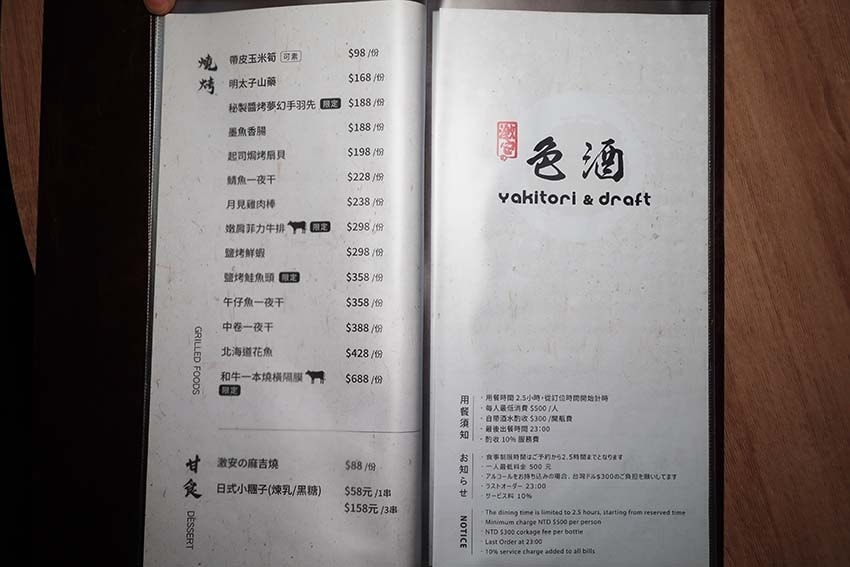 燒烤
帶皮玉米筍 可素 $98 /份
明太子山藥 $168 /份
秘製醬烤夢幻手羽先 限定 $188 /份
墨魚香腸 $188 /份
起司焗烤扇貝 $198 /份
鯖魚一夜干 $228 /份
月見雞肉棒 $238 /份
嫩肩菲力牛排 限定 $298 /份
鹽烤鮮蝦 $298 /份
鹽烤鮭魚頭 限定 $358 /份
午仔魚一夜干 $358 /份
中卷一夜干 $388 /份
北海道花魚 $428 /份
和牛一本燒橫隔膜 $688 /份
限定
GRILLED FOODS
甘食
DESSERT
激安の麻吉燒 $88 /份
日式小糰子(煉乳/黑糖) $58元 /1串
$158元 /3串
激安
色酒
yakitori & draft
用餐須知
· 用餐時間 2.5小時，從訂位時間開始計時
· 每人最低消費 $500 /人
· 自帶酒水酌收 $300 /開瓶費
· 最後出餐時間 23：00
· 酌收 10% 服務費
お知らせ
· 食事制限時間はご予約から2.5時間までとなります
· 一人最低料金 500 元
· アルコールをお持ち込みの場合、台灣ドル$300のご負担を願いしてます
· ラストオーダー 23:00
· サービス料 10%
NOTICE
· The dining time is limited to 2.5 hours, starting from reserved time
· Minimum charge NTD $500 per person
· NTD $300 corkage fee per bottle
· Last Order at 23:00
· 10% service charge added to all bills